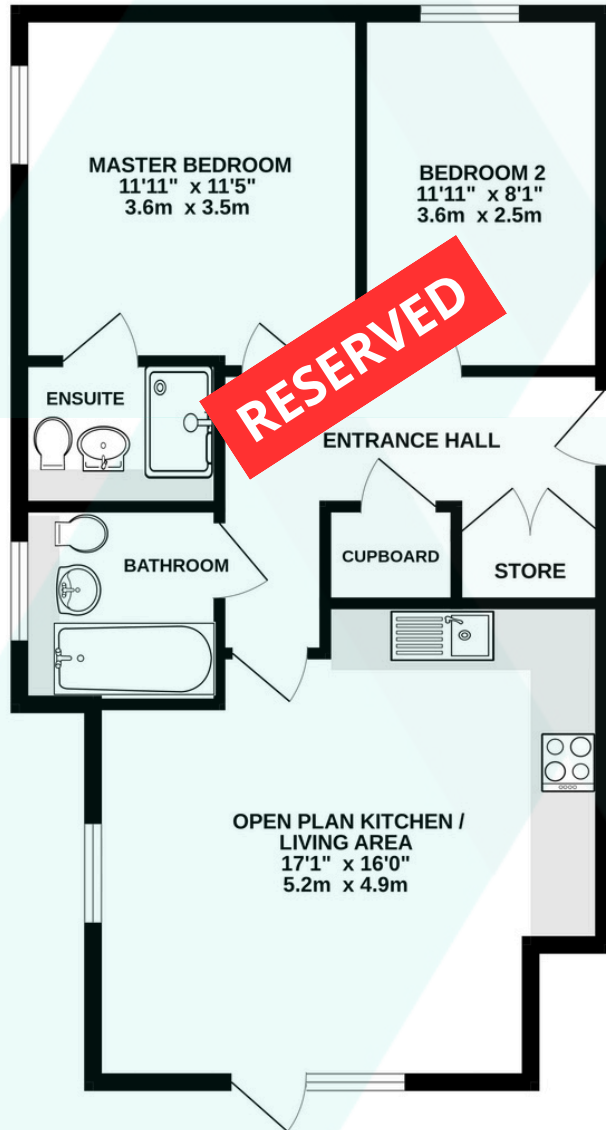 MASTER BEDROOM
11'11" x 11'5"
3.6m x 3.5m
BEDROOM 2
11'11" x 8'1"
3.6m x 2.5m
RESERVED
ENSUITE
ENTRANCE HALL
BATHROOM
CUPBOARD
STORE
OPEN PLAN KITCHEN /
LIVING AREA
17'1" x 16'0"
5.2m x 4.9m